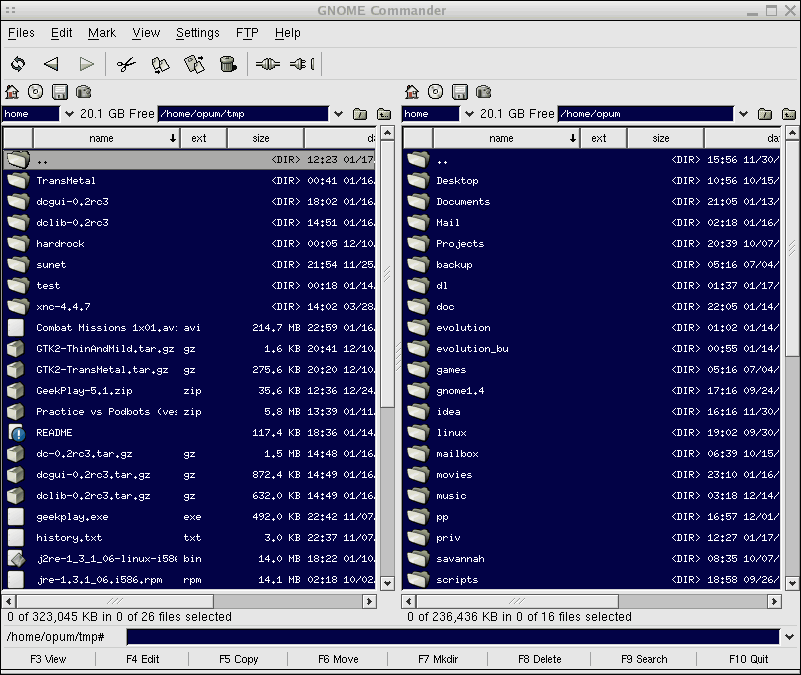 GNOME Commander
Files Edit Mark View Settings FTP Help
home 20.1 GB Free /home/opum/tmp
name ext size da
.. <DIR> 12:23 01/17
TransMetal <DIR> 00:41 01/16
dcgui-0.2rc3 <DIR> 18:02 01/16
dclib-0.2rc3 <DIR> 14:51 01/16
hardrock <DIR> 00:05 12/10
sunet <DIR> 21:54 11/25
test <DIR> 00:18 01/14
xnc-4.4.7 <DIR> 14:02 03/28
Combat Missions 1x01.av avi 214.7 MB 22:59 01/16
GTK2-ThinAndMild.tar.gz gz 1.6 KB 20:41 12/10
GTK2-TransMetal.tar.gz gz 275.6 KB 20:20 12/10
GeekPlay-5.1.zip zip 35.6 KB 12:36 12/24
Practice vs Podbots (ves zip 5.8 MB 13:39 01/11
README 117.4 KB 18:36 01/14
dc-0.2rc3.tar.gz gz 1.5 MB 14:48 01/16
dcgui-0.2rc3.tar.gz gz 872.4 KB 14:49 01/16
dclib-0.2rc3.tar.gz gz 632.0 KB 14:49 01/16
geekplay.exe exe 492.0 KB 22:42 11/07
history.txt txt 3.0 KB 22:37 11/07
j2re-1_3_1_06-linux-i586 bin 14.0 MB 18:22 01/10
jre-1.3.1_06.i586.rpm rpm 14.1 MB 02:18 10/02
0 of 323,045 KB in 0 of 26 files selected
home 20.1 GB Free /home/opum
name ext size dat
.. <DIR> 15:56 11/30/
Desktop <DIR> 10:56 10/15/
Documents <DIR> 21:05 01/13/
Mail <DIR> 02:18 01/16/
Projects <DIR> 20:39 10/07/
backup <DIR> 05:16 07/04/
dl <DIR> 01:37 01/17/
doc <DIR> 22:05 01/14/
evolution <DIR> 01:02 01/14/
evolution_bu <DIR> 00:55 01/14/
games <DIR> 05:16 07/04/
gnome1.4 <DIR> 17:16 09/24/
idea <DIR> 16:16 11/30/
linux <DIR> 19:02 09/30/
mailbox <DIR> 06:39 10/15/
movies <DIR> 23:10 01/16/
music <DIR> 03:18 12/14/
pp <DIR> 16:57 12/01/
priv <DIR> 12:27 01/17/
savannah <DIR> 08:35 10/07/
scripts <DIR> 18:58 09/26/
0 of 236,436 KB in 0 of 16 files selected
/home/opum/tmp#
F3 View F4 Edit F5 Copy F6 Move F7 Mkdir F8 Delete F9 Search F10 Quit